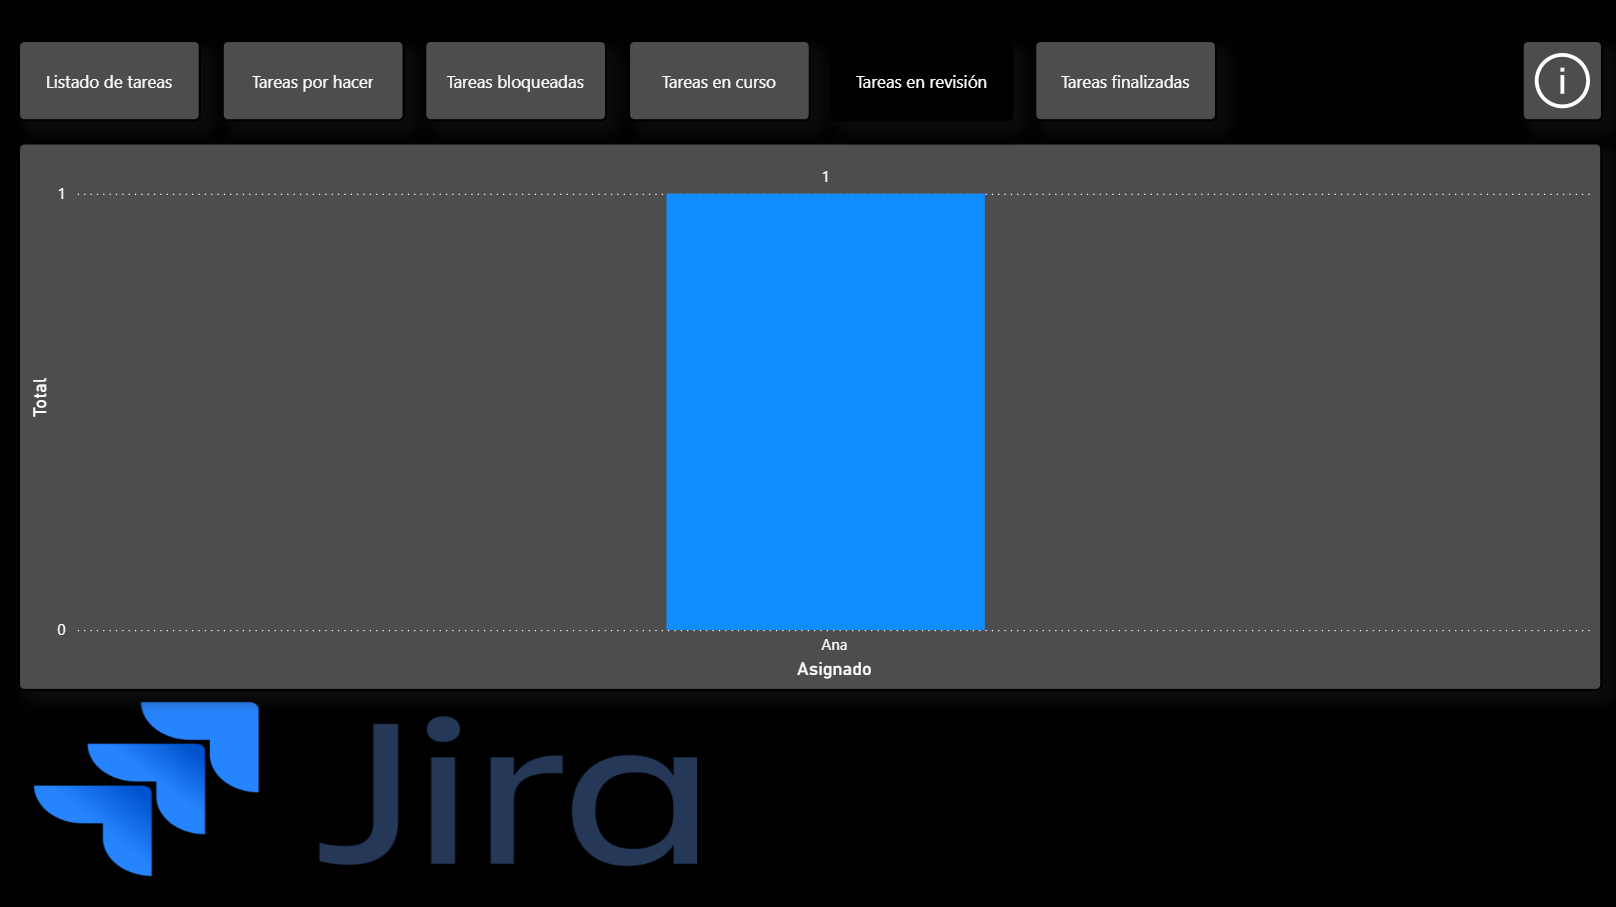 Listado de tareas
Tareas por hacer
Tareas bloqueadas
Tareas en curso
Tareas en revisión
Tareas finalizadas
i
1
1
Total
0
Ana
Asignado
Jira